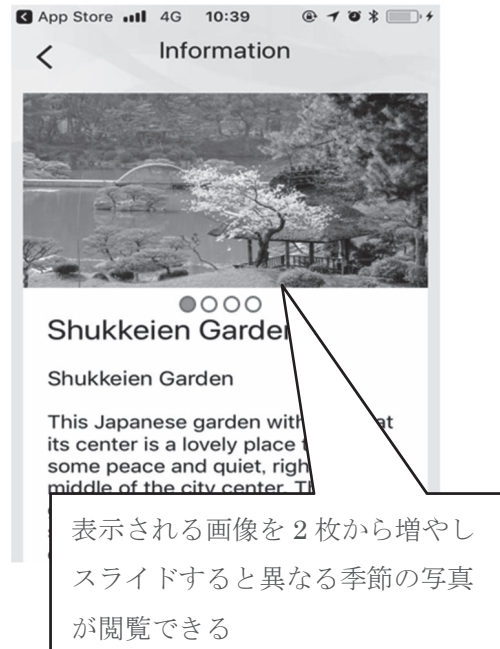 App Store 4G 10:39
Information
Shukkeien Garden
Shukkeien Garden
This Japanese garden with at
its center is a lovely place
some peace and quiet, righ
middle of the city center. T
表示される画像を2枚から増やし
スライドすると異なる季節の写真
が閲覧できる